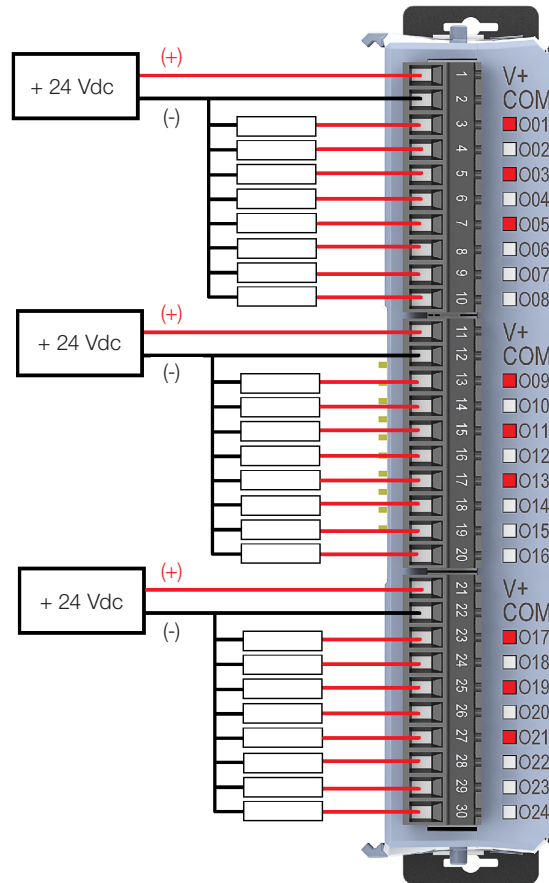 (+)
+ 24 Vdc
(-)
1 V+
2 COM
3 O01
4 O02
5 O03
6 O04
7 O05
8 O06
9 O07
10 O08
(+)
+ 24 Vdc
(-)
11 V+
12 COM
13 O09
14 O10
15 O11
16 O12
17 O13
18 O14
19 O15
20 O16
(+)
+ 24 Vdc
(-)
21 V+
22 COM
23 O17
24 O18
25 O19
26 O20
27 O21
28 O22
29 O23
30 O24